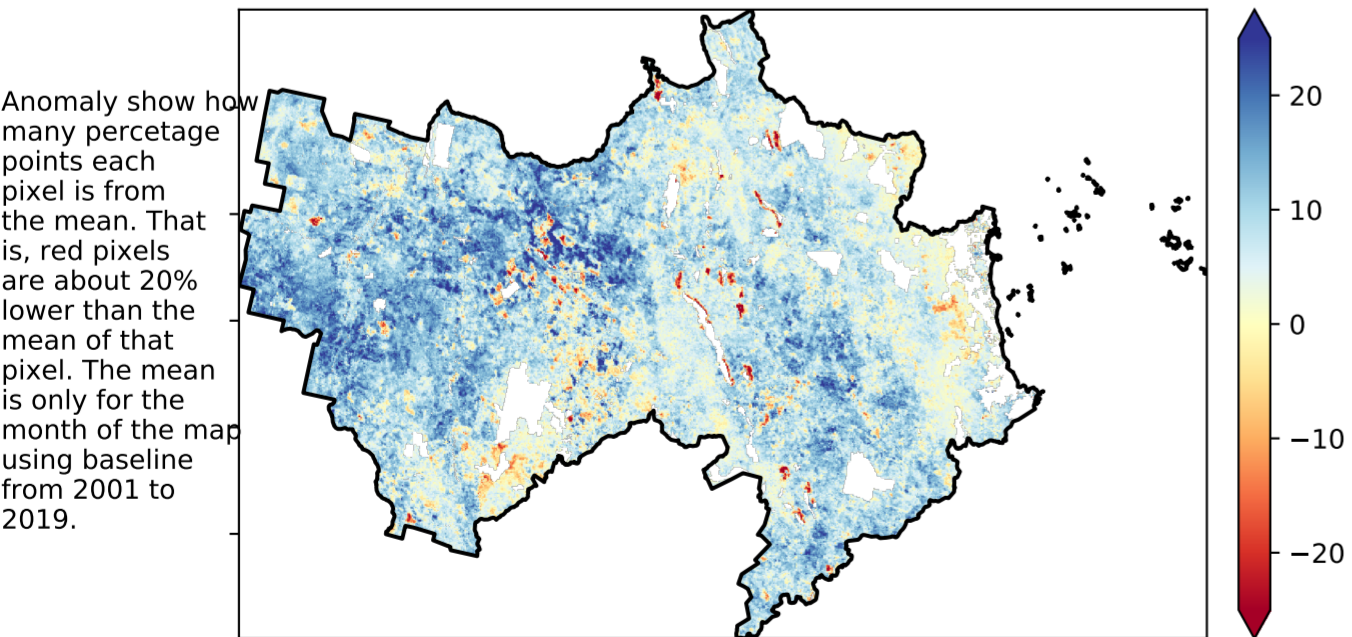 Anomaly show how
many percetage
points each
pixel is from
the mean. That
is, red pixels
are about 20%
lower than the
mean of that
pixel. The mean
is only for the
month of the map
using baseline
from 2001 to
2019.
20
10
0
−10
−20